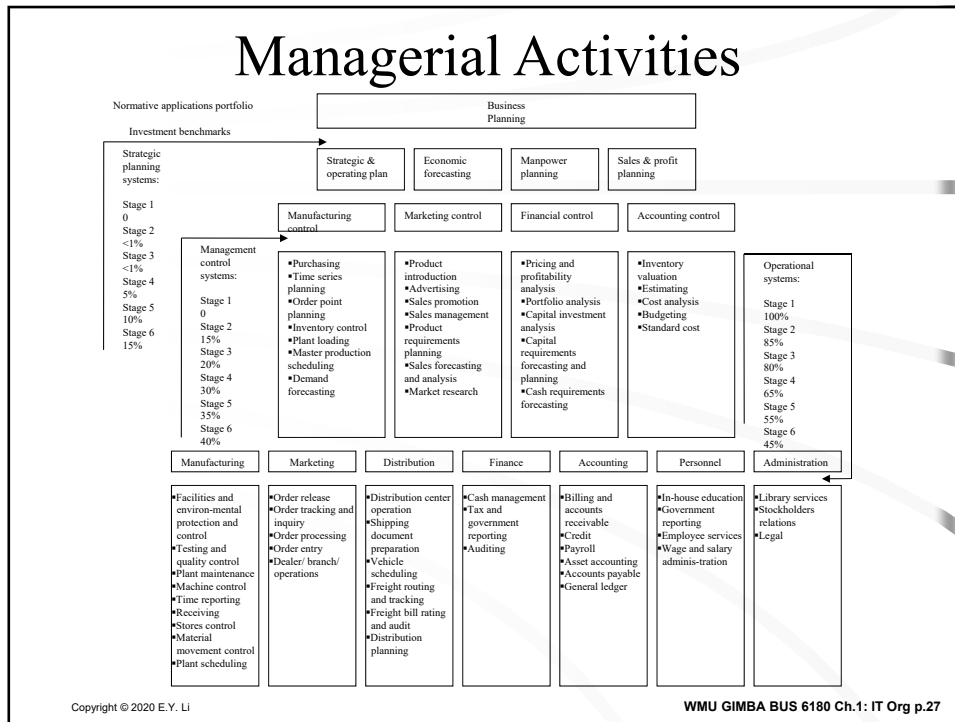 Managerial Activities
Normative applications portfolio
Business
Planning
Investment benchmarks
Strategic
planning
systems:
Stage 1
0
Stage 2
<1%
Stage 3
<1%
Stage 4
5%
Stage 5
10%
Stage 6
15%
Strategic &
operating plan
Economic
forecasting
Manpower
planning
Sales & profit
planning
Manufacturing
control
Marketing control
Financial control
Accounting control
Management
control
systems:
Stage 1
0
Stage 2
15%
Stage 3
20%
Stage 4
30%
Stage 5
35%
Stage 6
40%
▪Purchasing
▪Time series
planning
▪Order point
planning
▪Inventory control
▪Plant loading
▪Master production
scheduling
▪Demand
forecasting
▪Product
introduction
▪Advertising
▪Sales promotion
▪Sales management
▪Product
requirements
planning
▪Sales forecasting
and analysis
▪Market research
▪Pricing and
profitability
analysis
▪Portfolio analysis
▪Capital investment
analysis
▪Capital
requirements
forecasting and
planning
▪Cash requirements
forecasting
▪Inventory
valuation
▪Estimating
▪Cost analysis
▪Budgeting
▪Standard cost
Operational
systems:
Stage 1
100%
Stage 2
85%
Stage 3
80%
Stage 4
65%
Stage 5
55%
Stage 6
45%
Manufacturing
Marketing
Distribution
Finance
Accounting
Personnel
Administration
▪Facilities and
environ-mental
protection and
control
▪Testing and
quality control
▪Plant maintenance
▪Machine control
▪Time reporting
▪Receiving
▪Stores control
▪Material
movement control
▪Plant scheduling
▪Order release
▪Order tracking and
inquiry
▪Order processing
▪Order entry
▪Dealer/ branch/
operations
▪Distribution center
operation
▪Shipping
document
preparation
▪Vehicle
scheduling
▪Freight routing
and tracking
▪Freight bill rating
and audit
▪Distribution
planning
▪Cash management
▪Tax and
government
reporting
▪Auditing
▪Billing and
accounts
receivable
▪Credit
▪Payroll
▪Asset accounting
▪Accounts payable
▪General ledger
▪In-house education
▪Government
reporting
▪Employee services
▪Wage and salary
adminis-tration
▪Library services
▪Stockholders
relations
▪Legal
Copyright © 2020 E.Y. Li
WMU GIMBA BUS 6180 Ch.1: IT Org p.27